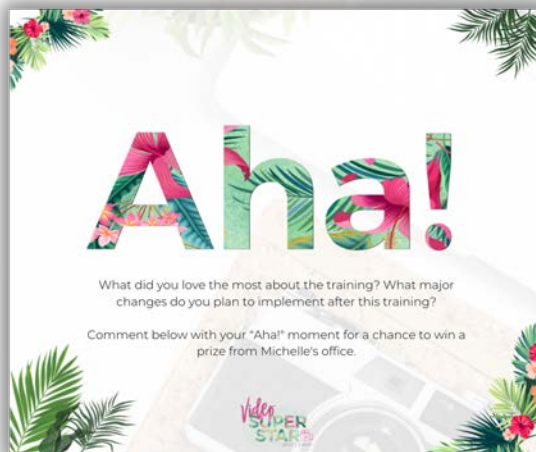 Aha!
What did you love the most about the training? What major
changes do you plan to implement after this training?
Comment below with your "Aha!" moment for a chance to win a
prize from Michelle's office.
Video
SUPER
STAR